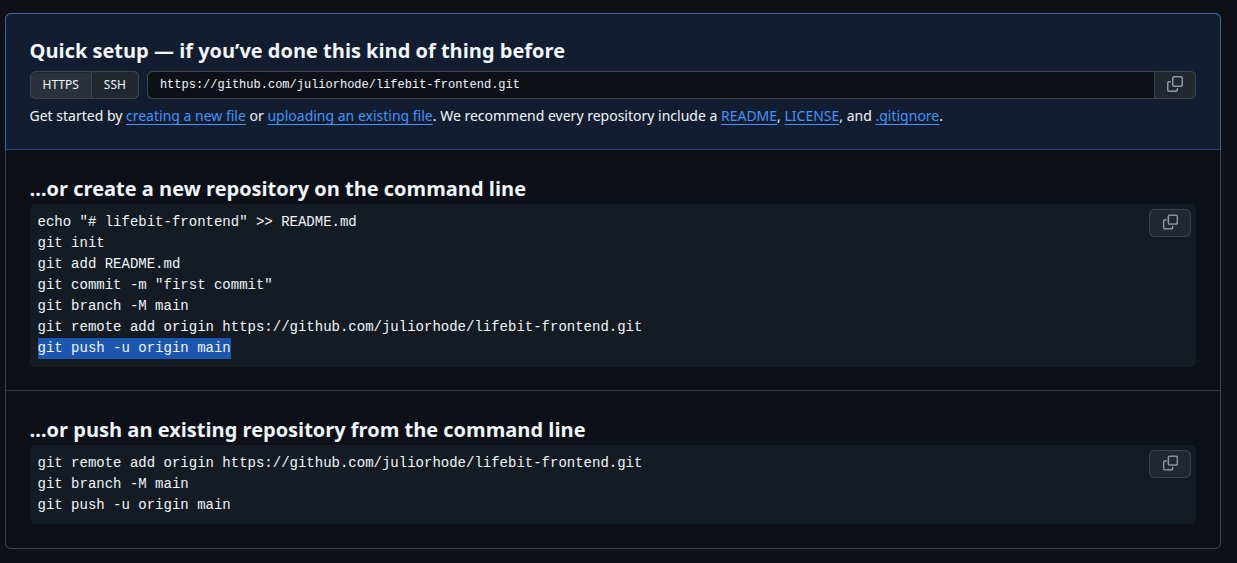 Quick setup — if you’ve done this kind of thing before
HTTPS SSH https://github.com/juliorhode/lifebit-frontend.git
Get started by creating a new file or uploading an existing file. We recommend every repository include a README, LICENSE, and .gitignore.
…or create a new repository on the command line
echo "# lifebit-frontend" >> README.md
git init
git add README.md
git commit -m "first commit"
git branch -M main
git remote add origin https://github.com/juliorhode/lifebit-frontend.git
git push -u origin main
…or push an existing repository from the command line
git remote add origin https://github.com/juliorhode/lifebit-frontend.git
git branch -M main
git push -u origin main